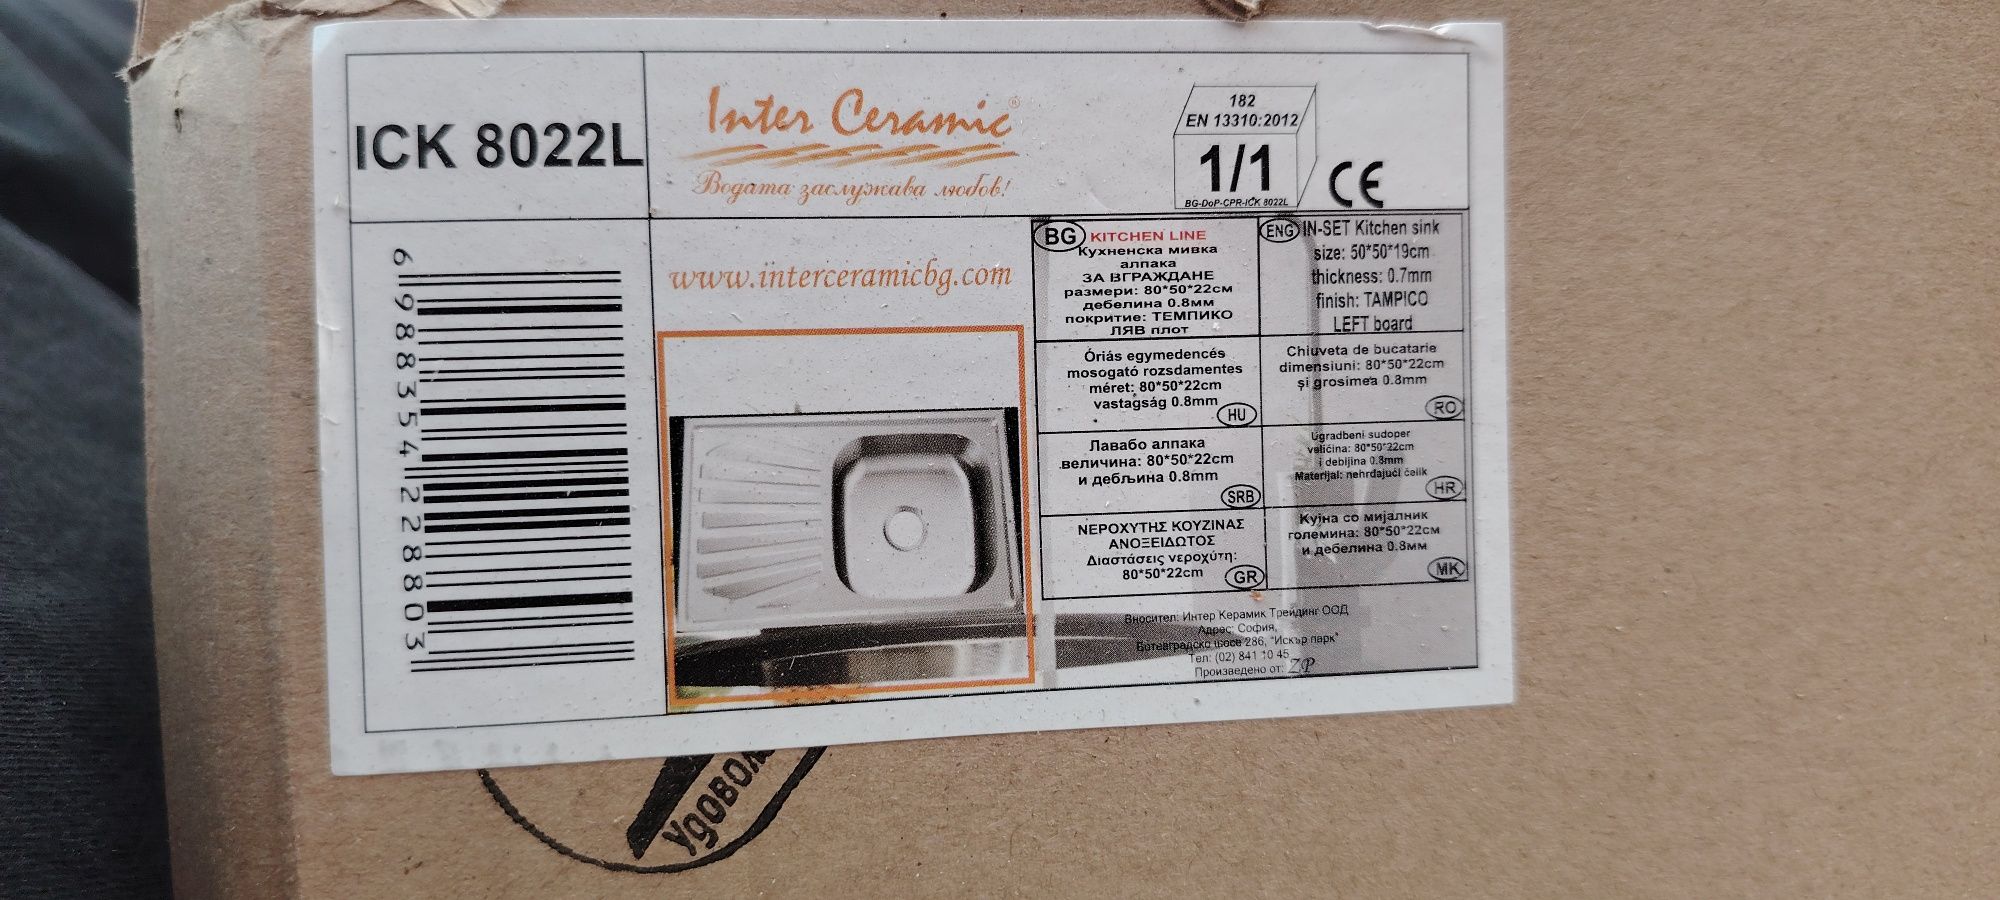 ICK 8022L
Inter Ceramic®
Водата заслужава любов!
182
EN 13310:2012
1/1
BG-DoP-CPR-ICK 8022L
CE
6 988354 228803
www.interceramicbg.com
BG KITCHEN LINE
Кухненска мивка
алпака
ЗА ВГРАЖДАНЕ
размери: 80*50*22см
дебелина 0.8мм
покритие: ТЕМПИКО
ЛЯВ плот
ENG IN-SET Kitchen sink
size: 50*50*19cm
thickness: 0.7mm
finish: TAMPICO
LEFT board
Óriás egymedencés
mosogató rozsdamentes
méret: 80*50*22cm
vastagság 0.8mm
HU
Chiuveta de bucatarie
dimensiuni: 80*50*22cm
și grosimea 0.8mm
RO
Лавабо алпака
величина: 80*50*22cm
и дебљина 0.8mm
SRB
Ugradbeni sudoper
veličina: 80*50*22cm
i debljina 0.8mm
Materijal: nehrdajući čelik
HR
ΝΕΡΟΧΥΤΗΣ ΚΟΥΖΙΝΑΣ
ΑΝΟΞΕΙΔΩΤΟΣ
Διαστάσεις νεροχύτη:
80*50*22cm
GR
Кујна со мијалник
големина: 80*50*22см
и дебелина 0.8мм
MK
Вносител: Интер Керамик Трейдинг ООД
Адрес: София,
Ботевградско шосе 286, "Искър парк"
Тел: (02) 841 10 45
Произведено от: ZP